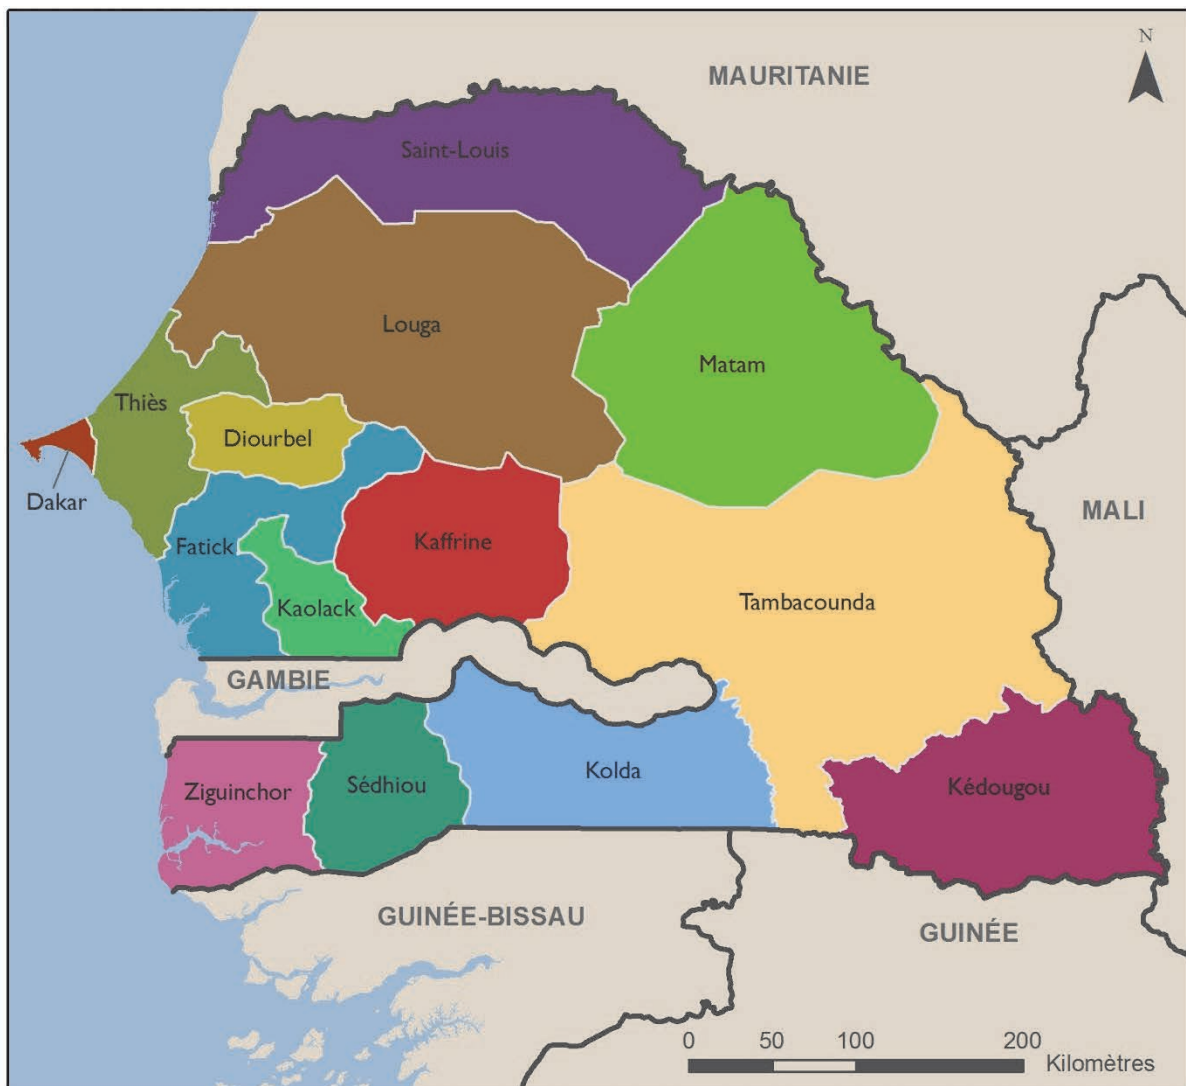 N
MAURITANIE
Saint-Louis
Louga
Matam
Thiès
Diourbel
Dakar
MALI
Fatick
Kaffrine
Kaolack
Tambacounda
GAMBIE
Kolda
Sédhiou
Ziguinchor
Kédougou
GUINÉE-BISSAU
GUINÉE
0 50 100 200
Kilomètres